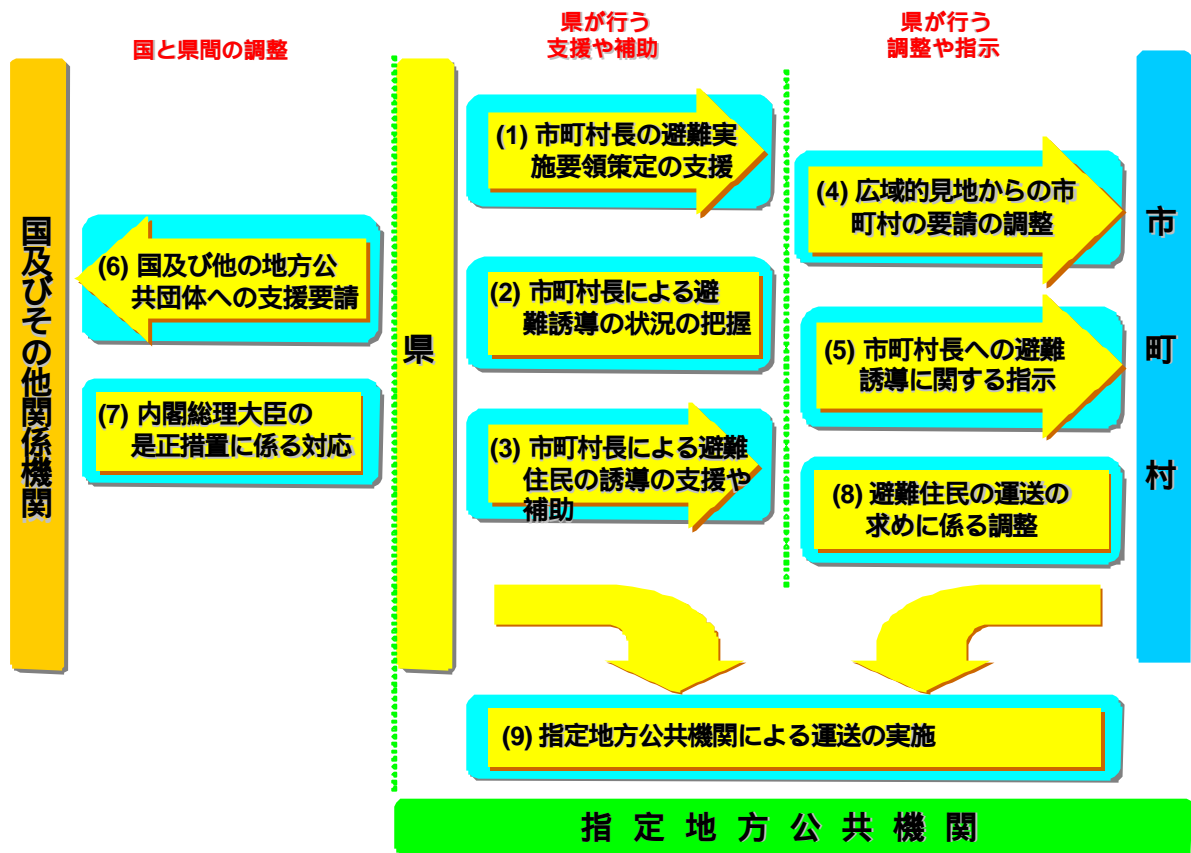 国と県間の調整
県が行う
支援や補助
県が行う
調整や指示
国及びその他関係機関
(6) 国及び他の地方公
共団体への支援要請
(7) 内閣総理大臣の
是正措置に係る対応
県
(1) 市町村長の避難実
施要領策定の支援
(2) 市町村長による避
難誘導の状況の把握
(3) 市町村長による避難
住民の誘導の支援や
補助
(4) 広域的見地からの市
町村の要請の調整
(5) 市町村長への避難
誘導に関する指示
(8) 避難住民の運送の
求めに係る調整
市町村
(9) 指定地方公共機関による運送の実施
指定地方公共機関